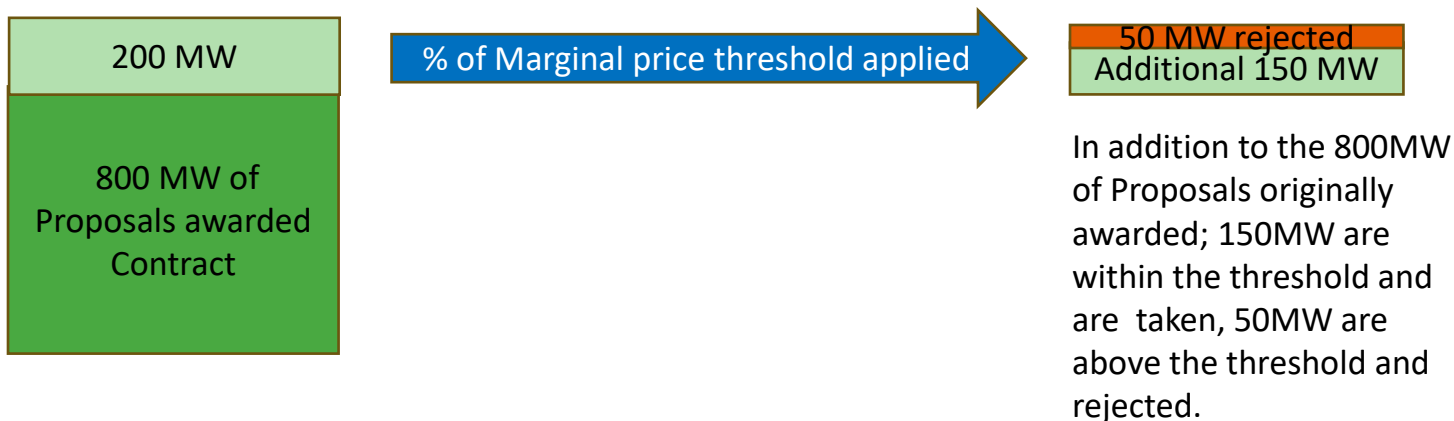 200 MW
800 MW of
Proposals awarded
Contract
% of Marginal price threshold applied
50 MW rejected
Additional 150 MW
In addition to the 800MW
of Proposals originally
awarded; 150MW are
within the threshold and
are  taken, 50MW are
above the threshold and
rejected.